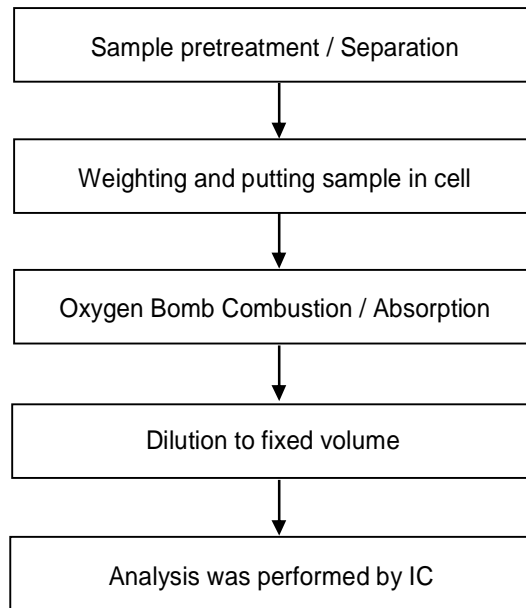 Sample pretreatment / Separation
Weighting and putting sample in cell
Oxygen Bomb Combustion / Absorption
Dilution to fixed volume
Analysis was performed by IC